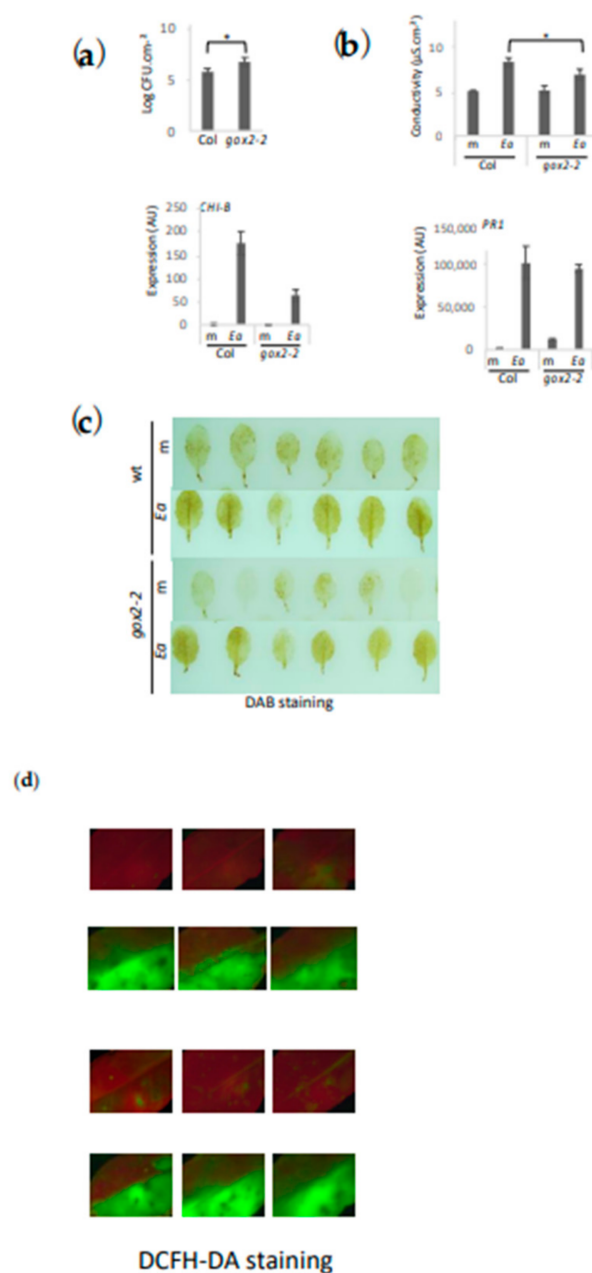 (a)
Log CFU.cm⁻²
10
5
0
*
Col gox2-2
(b)
Conductivity (µS.cm⁻²)
10
5
0
*
m Ea m Ea
Col gox2-2
CHI-B
Expression (AU)
250
200
150
100
50
0
m Ea m Ea
Col gox2-2
PR1
Expression (AU)
150,000
100,000
50,000
0
m Ea m Ea
Col gox2-2
(c)
wt
m
Ea
gox2-2
m
Ea
DAB staining
(d)
DCFH-DA staining